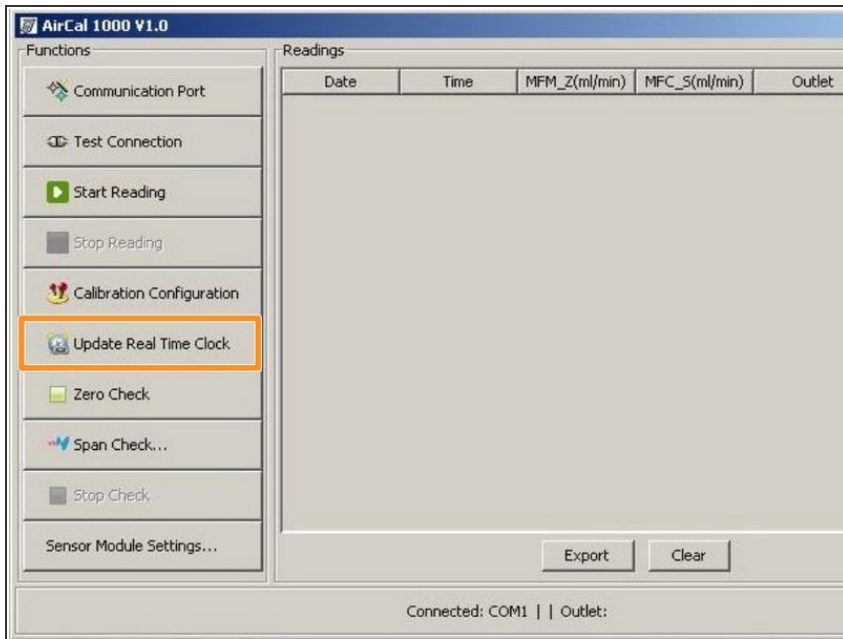 AirCal 1000 V1.0
Functions
Communication Port
Test Connection
Start Reading
Stop Reading
Calibration Configuration
Update Real Time Clock
Zero Check
Span Check...
Stop Check
Sensor Module Settings...
Readings
Date Time MFM_Z(ml/min) MFC_S(ml/min) Outlet
Export Clear
Connected: COM1 | | Outlet: